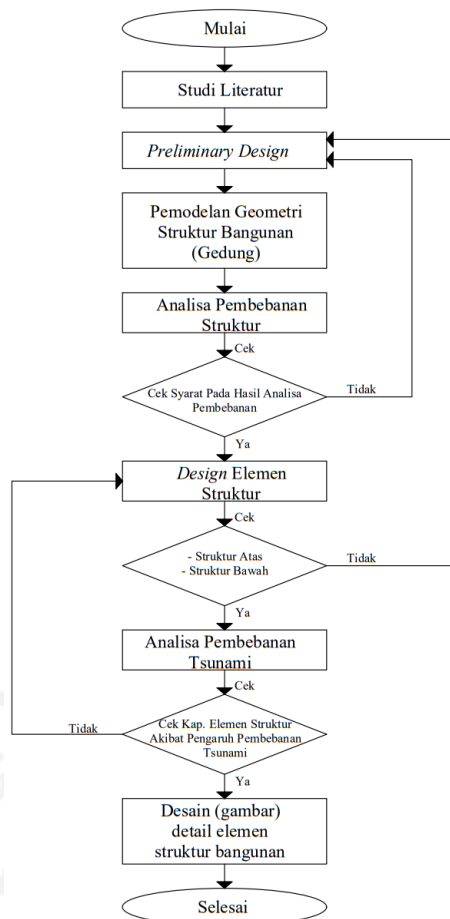 Mulai
Studi Literatur
Preliminary Design
Pemodelan Geometri
Struktur Bangunan
(Gedung)
Analisa Pembebanan
Struktur
Cek
Cek Syarat Pada Hasil Analisa
Pembebanan
Tidak
Ya
Design Elemen
Struktur
Cek
- Struktur Atas
- Struktur Bawah
Tidak
Ya
Analisa Pembebanan
Tsunami
Cek
Cek Kap. Elemen Struktur
Akibat Pengaruh Pembebanan
Tsunami
Tidak
Ya
Desain (gambar)
detail elemen
struktur bangunan
Selesai